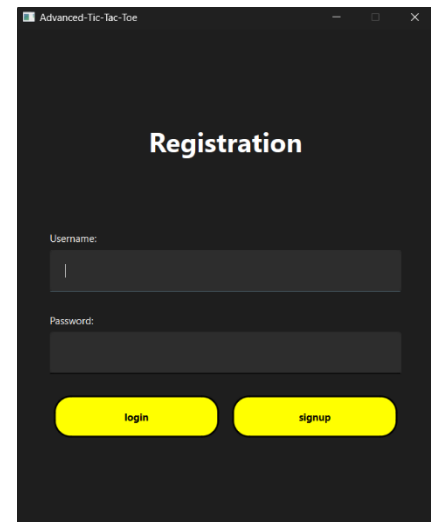 Advanced-Tic-Tac-Toe
Registration
Username:
Password:
login signup